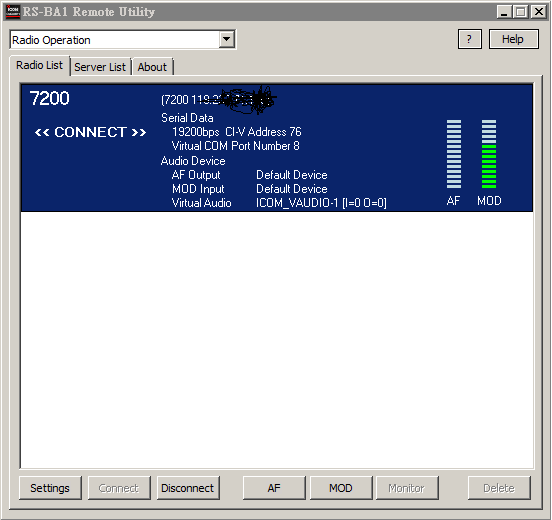 ICOM
RS-BA1 Remote Utility
Radio Operation
?
Help
Radio List
Server List
About
7200
(7200 119.2
<< CONNECT >>
Serial Data
19200bps CI-V Address 76
Virtual COM Port Number 8
Audio Device
AF Output Default Device
MOD Input Default Device
Virtual Audio ICOM_VAUDIO-1 [I=0 O=0]
AF MOD
Settings
Connect
Disconnect
AF
MOD
Monitor
Delete